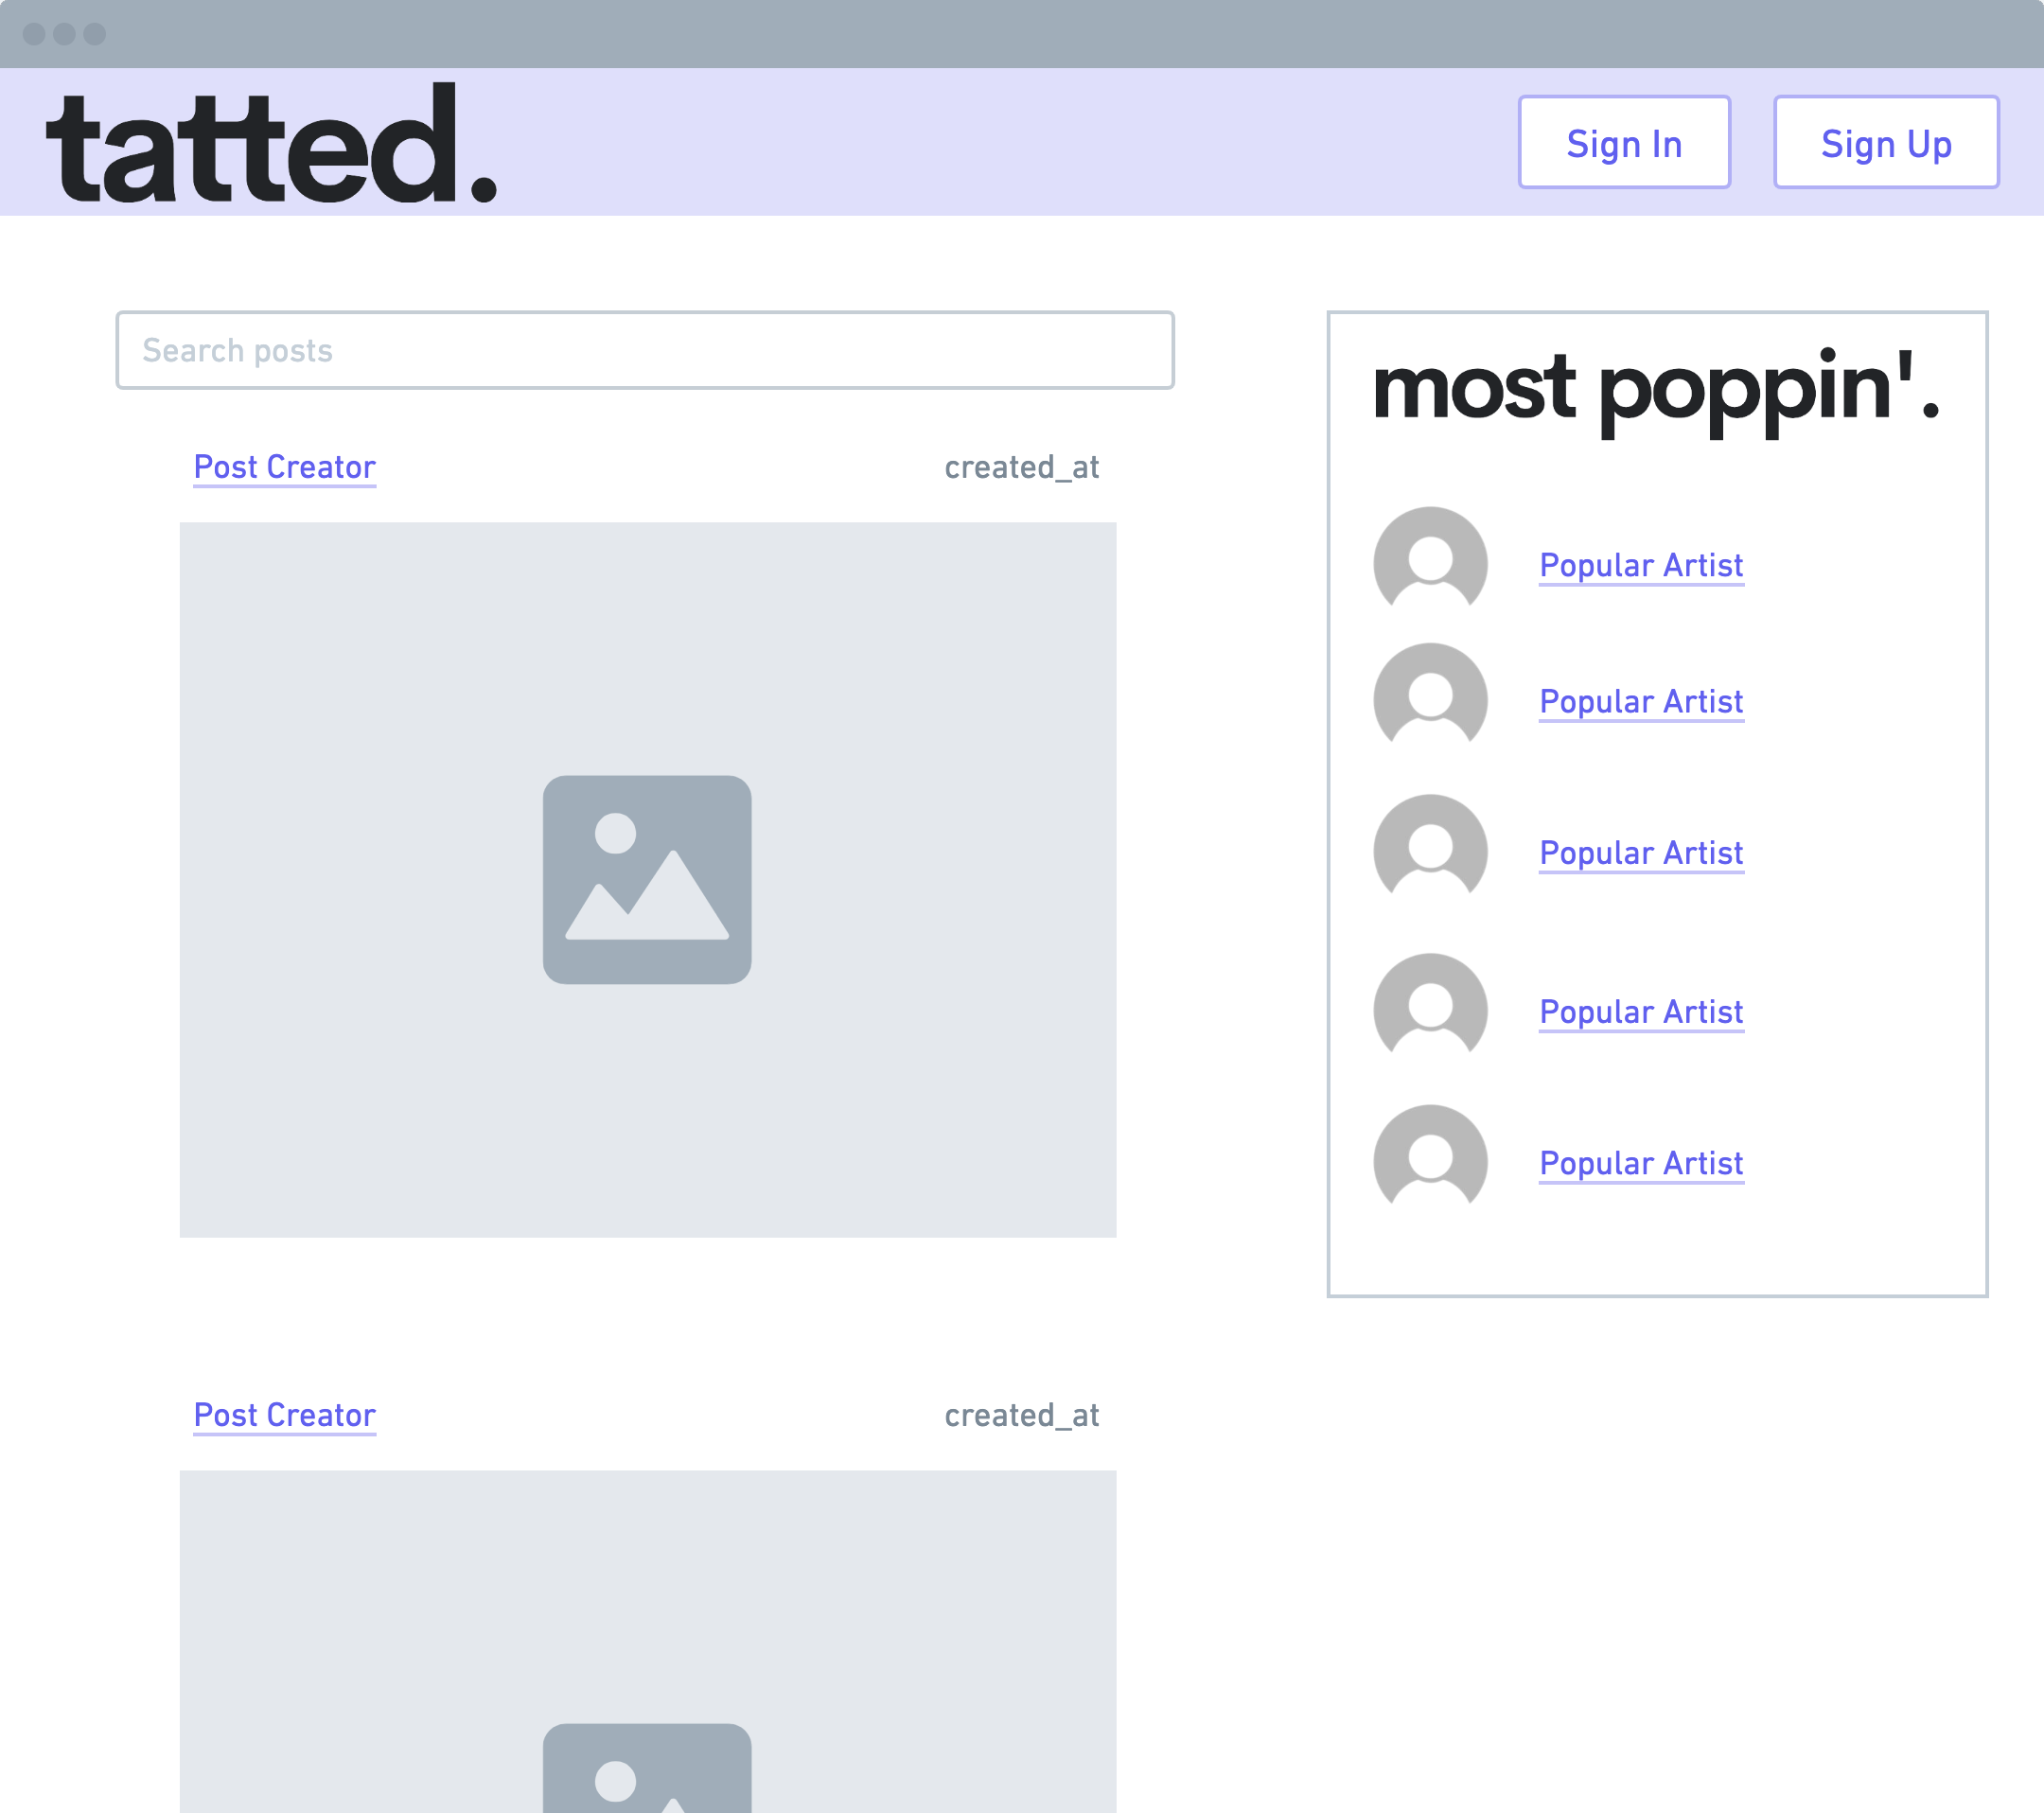 tatted.
Sign In
Sign Up
Search posts
Post Creator
created_at
most poppin'.
Popular Artist
Popular Artist
Popular Artist
Popular Artist
Popular Artist
Post Creator
created_at